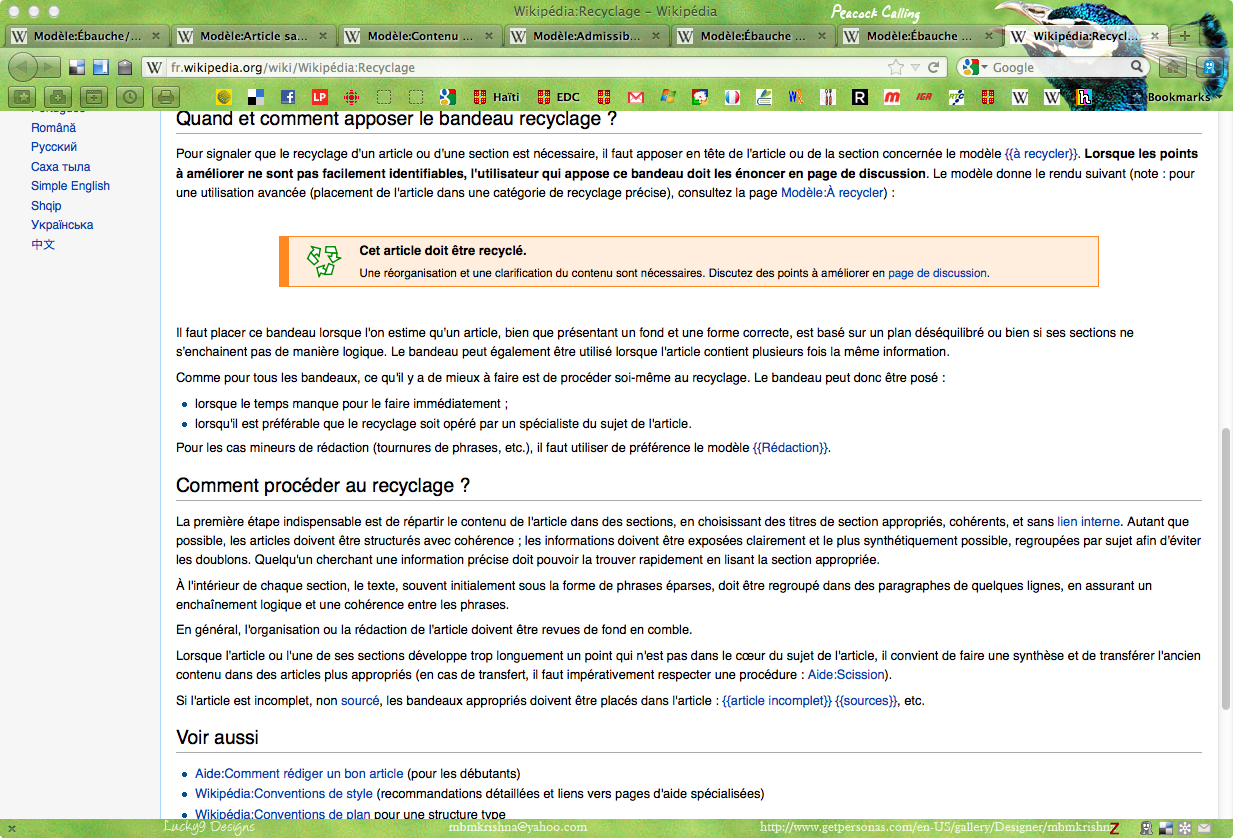 Wikipédia:Recyclage – Wikipédia
Peacock Calling
Modèle:Ébauche/... Modèle:Article sa... Modèle:Contenu ... Modèle:Admissib... Modèle:Ébauche ... Modèle:Ébauche ... Wikipédia:Recycl...
fr.wikipedia.org/wiki/Wikipédia:Recyclage
Google
LP Haïti EDC IGR Bookmarks
Română
Русский
Саха тыла
Simple English
Shqip
Українська
中文
Quand et comment apposer le bandeau recyclage ?
Pour signaler que le recyclage d'un article ou d'une section est nécessaire, il faut apposer en tête de l'article ou de la section concernée le modèle {{à recycler}}. Lorsque les points
à améliorer ne sont pas facilement identifiables, l'utilisateur qui appose ce bandeau doit les énoncer en page de discussion. Le modèle donne le rendu suivant (note : pour
une utilisation avancée (placement de l'article dans une catégorie de recyclage précise), consultez la page Modèle:À recycler) :
Cet article doit être recyclé.
Une réorganisation et une clarification du contenu sont nécessaires. Discutez des points à améliorer en page de discussion.
Il faut placer ce bandeau lorsque l'on estime qu'un article, bien que présentant un fond et une forme correcte, est basé sur un plan déséquilibré ou bien si ses sections ne
s'enchainent pas de manière logique. Le bandeau peut également être utilisé lorsque l'article contient plusieurs fois la même information.
Comme pour tous les bandeaux, ce qu'il y a de mieux à faire est de procéder soi-même au recyclage. Le bandeau peut donc être posé :
lorsque le temps manque pour le faire immédiatement ;
lorsqu'il est préférable que le recyclage soit opéré par un spécialiste du sujet de l'article.
Pour les cas mineurs de rédaction (tournures de phrases, etc.), il faut utiliser de préférence le modèle {{Rédaction}}.
Comment procéder au recyclage ?
La première étape indispensable est de répartir le contenu de l'article dans des sections, en choisissant des titres de section appropriés, cohérents, et sans lien interne. Autant que
possible, les articles doivent être structurés avec cohérence ; les informations doivent être exposées clairement et le plus synthétiquement possible, regroupées par sujet afin d'éviter
les doublons. Quelqu'un cherchant une information précise doit pouvoir la trouver rapidement en lisant la section appropriée.
À l'intérieur de chaque section, le texte, souvent initialement sous la forme de phrases éparses, doit être regroupé dans des paragraphes de quelques lignes, en assurant un
enchaînement logique et une cohérence entre les phrases.
En général, l'organisation ou la rédaction de l'article doivent être revues de fond en comble.
Lorsque l'article ou l'une de ses sections développe trop longuement un point qui n'est pas dans le cœur du sujet de l'article, il convient de faire une synthèse et de transférer l'ancien
contenu dans des articles plus appropriés (en cas de transfert, il faut impérativement respecter une procédure : Aide:Scission).
Si l'article est incomplet, non sourcé, les bandeaux appropriés doivent être placés dans l'article : {{article incomplet}} {{sources}}, etc.
Voir aussi
Aide:Comment rédiger un bon article (pour les débutants)
Wikipédia:Conventions de style (recommandations détaillées et liens vers pages d'aide spécialisées)
Wikipédia:Conventions de plan pour une structure type
Lucky9 Designs mbmkrishna@yahoo.com http://www.getpersonas.com/en-US/gallery/Designer/mbmkrishn